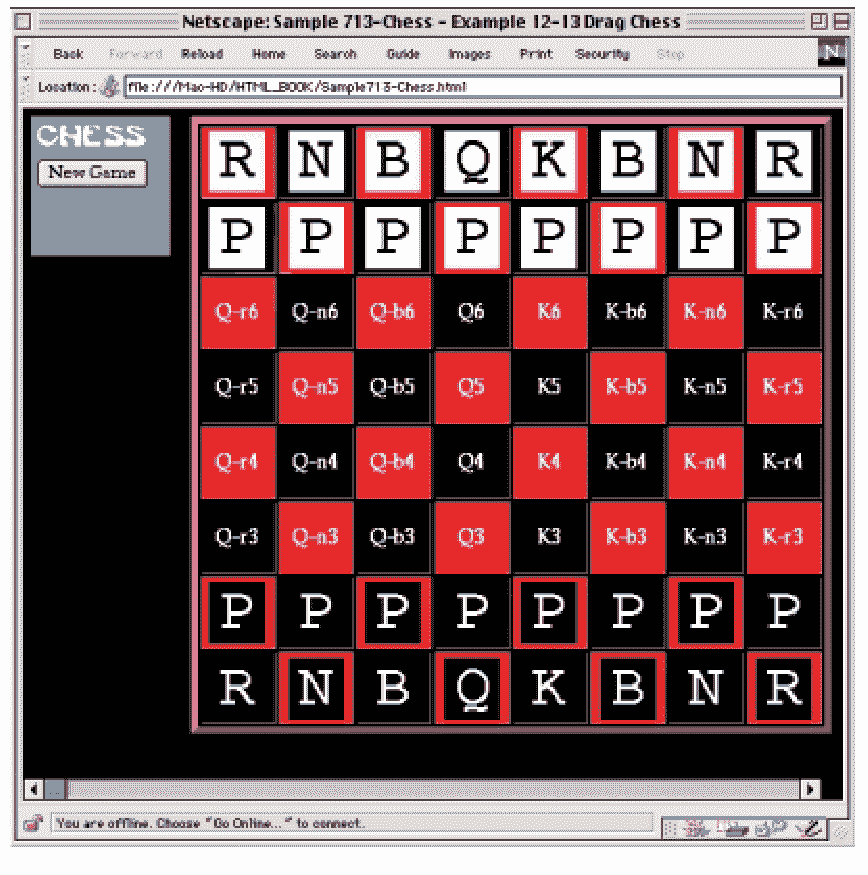 Netscape: Sample 713-Chess - Example 12-13 Drag Chess
Back Forward Reload Home Search Guide Images Print Security Stop N
Location: file:///Mac-HD/HTML_BOOK/Sample713-Chess.html
CHESS
New Game
R N B Q K B N R
P P P P P P P P
Q-r6 Q-n6 Q-b6 Q6 K6 K-b6 K-n6 K-r6
Q-r5 Q-n5 Q-b5 Q5 K5 K-b5 K-n5 K-r5
Q-r4 Q-n4 Q-b4 Q4 K4 K-b4 K-n4 K-r4
Q-r3 Q-n3 Q-b3 Q3 K3 K-b3 K-n3 K-r3
P P P P P P P P
R N B Q K B N R
You are offline. Choose "Go Online..." to connect.